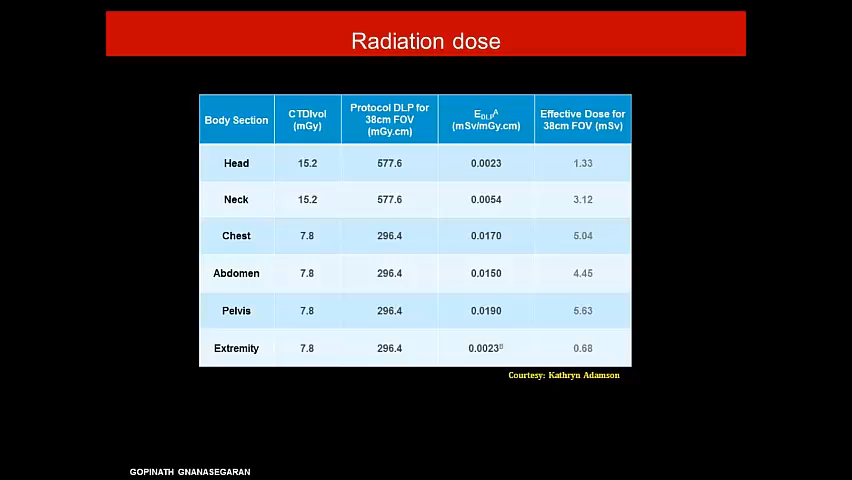 Radiation dose
Body Section
CTDIvol
(mGy)
Protocol DLP for
38cm FOV
(mGy.cm)
E_DLP^A
(mSv/mGy.cm)
Effective Dose for
38cm FOV (mSv)
Head 15.2 577.6 0.0023 1.33
Neck 15.2 577.6 0.0054 3.12
Chest 7.8 296.4 0.0170 5.04
Abdomen 7.8 296.4 0.0150 4.45
Pelvis 7.8 296.4 0.0190 5.63
Extremity 7.8 296.4 0.0023^B 0.68
Courtesy: Kathryn Adamson
GOPINATH GNANASEGARAN